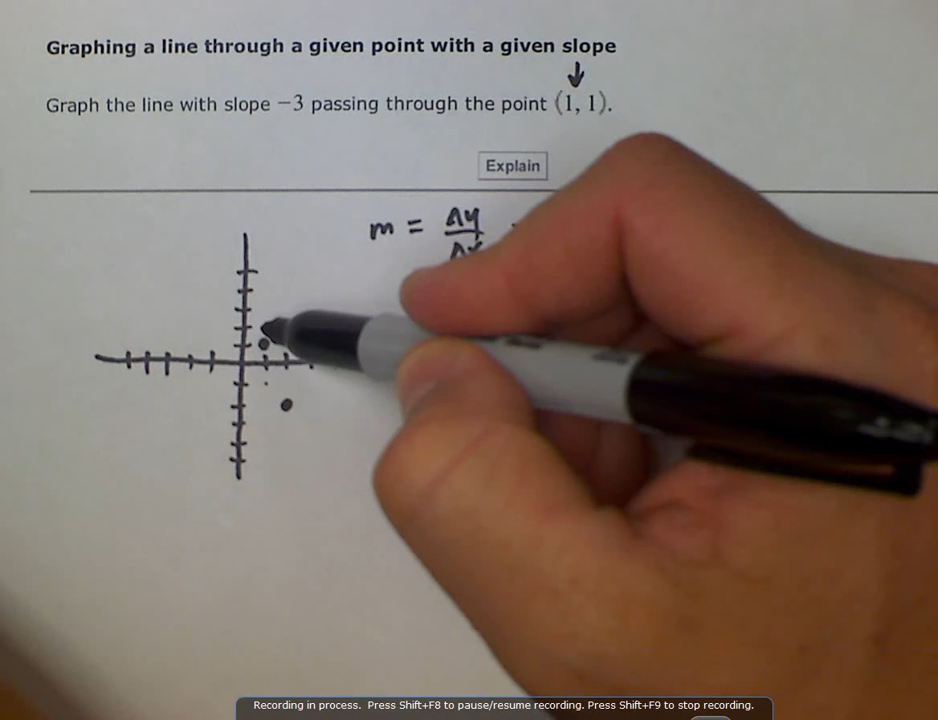 Graphing a line through a given point with a given slope
Graph the line with slope −3 passing through the point (1, 1).
Explain
m = Δy
Δx
Recording in process. Press Shift+F8 to pause/resume recording. Press Shift+F9 to stop recording.